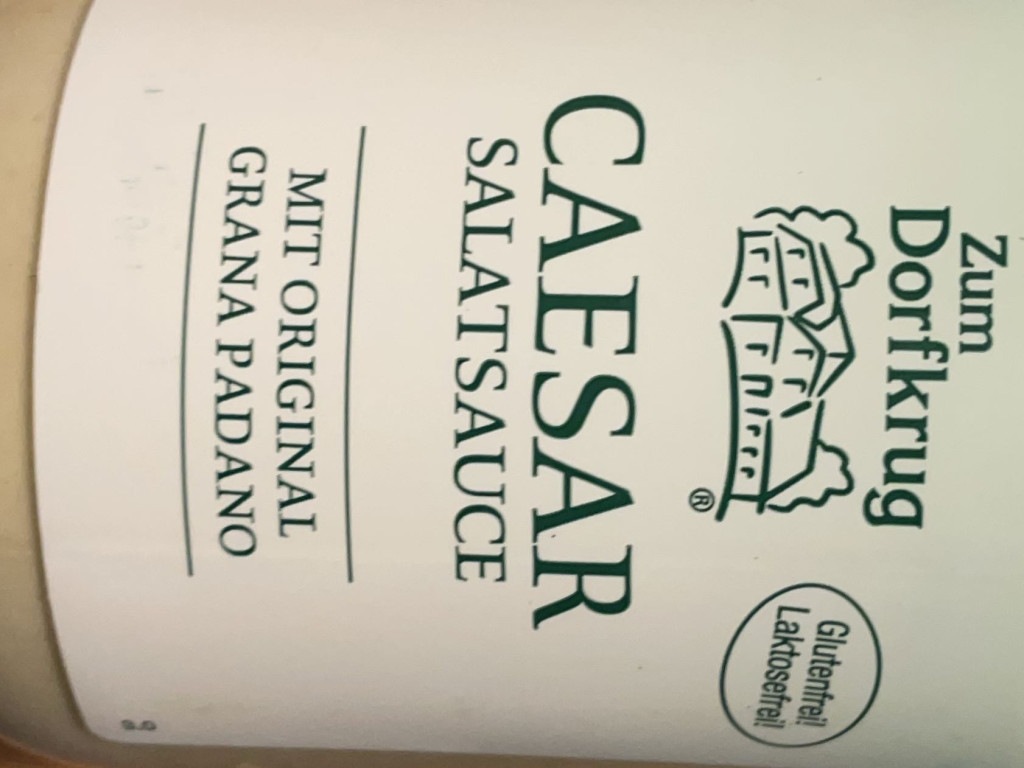 Zum
Dorfkrug
®
Glutenfrei!
Laktosefrei!
CAESAR
SALATSAUCE
MIT ORIGINAL
GRANA PADANO